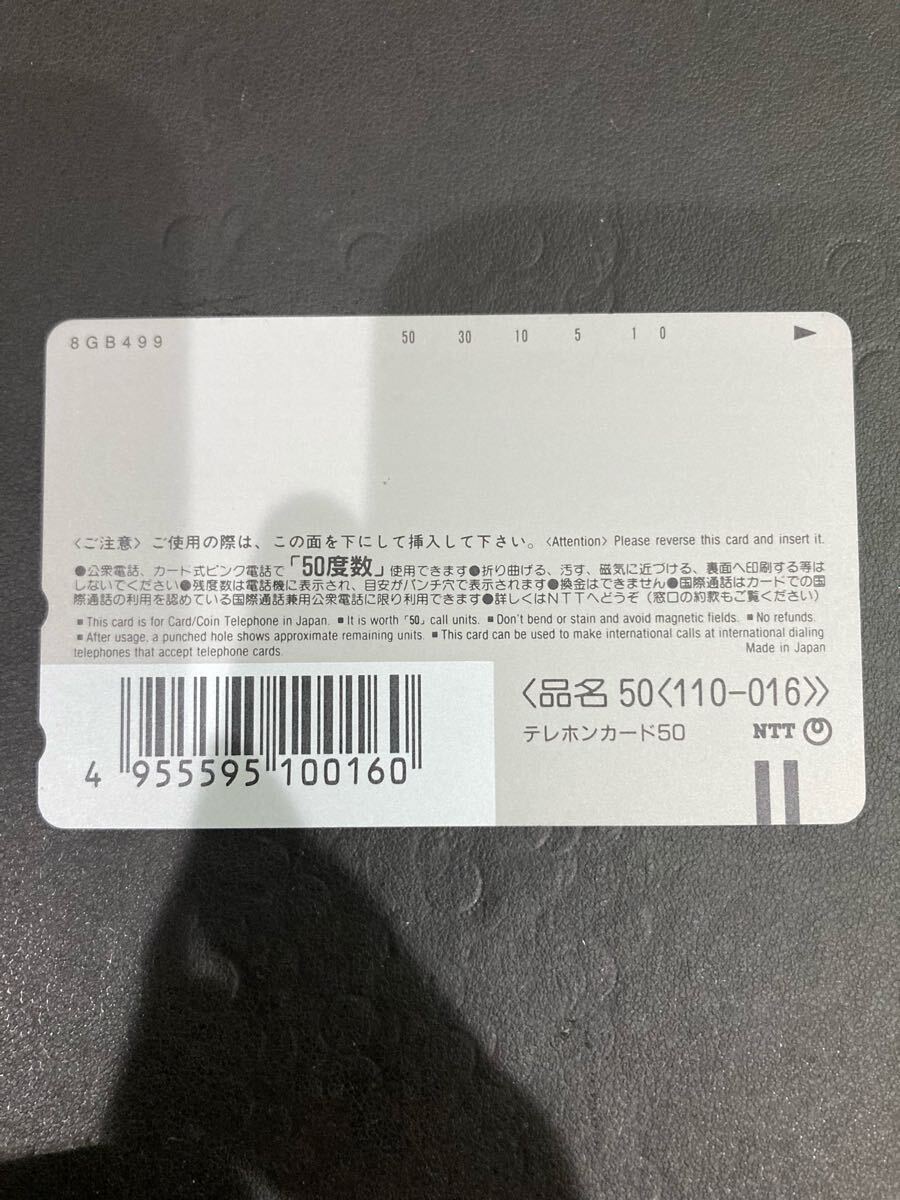 8GB499
50 30 10 5 1 0
〈ご注意〉ご使用の際は、この面を下にして挿入して下さい。〈Attention〉Please reverse this card and insert it.
●公衆電話、カード式ピンク電話で「50度数」使用できます●折り曲げる、汚す、磁気に近づける、裏面へ印刷する等は
しないでください●残度数は電話機に表示され、目安がパンチ穴で表示されます●換金はできません●国際通話はカードでの国
際通話の利用を認めている国際通話兼用公衆電話に限り利用できます●詳しくはNTTへどうぞ（窓口の約款もご覧ください）
■ This card is for Card/Coin Telephone in Japan. ■ It is worth「50」call units. ■ Don't bend or stain and avoid magnetic fields. ■ No refunds.
■ After usage, a punched hole shows approximate remaining units. ■ This card can be used to make international calls at international dialing
telephones that accept telephone cards. Made in Japan
〈品名 50〈110-016〉〉
テレホンカード50 NTT
4 955595 100160